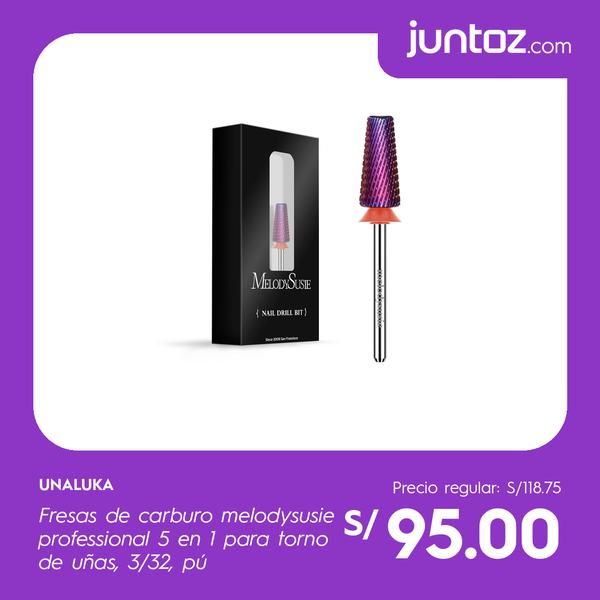 juntoz.com
MELODYSUSIE
{ NAIL DRILL BIT }
UNALUKA
Fresas de carburo melodysusie
professional 5 en 1 para torno
de uñas, 3/32, pú
Precio regular: S/118.75
S/ 95.00